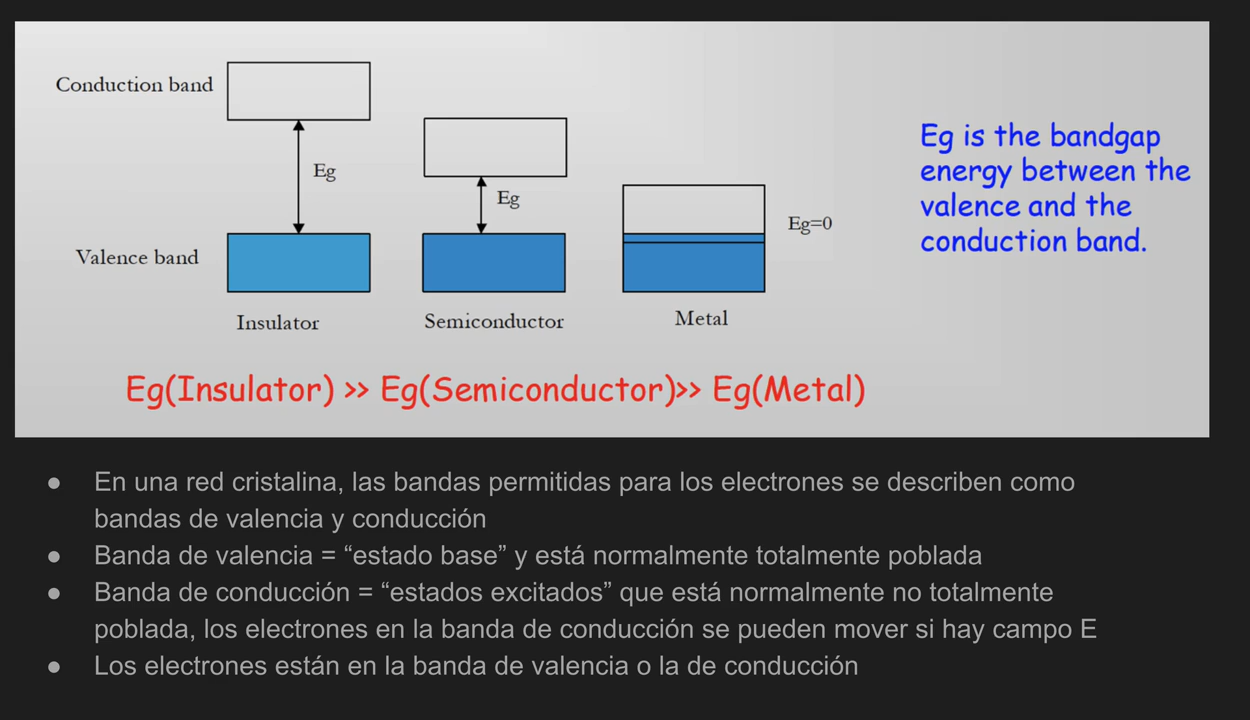 Conduction band
Eg
Eg
Eg=0
Valence band
Insulator
Semiconductor
Metal
Eg is the bandgap
energy between the
valence and the
conduction band.
Eg(Insulator) >> Eg(Semiconductor)>> Eg(Metal)
● En una red cristalina, las bandas permitidas para los electrones se describen como
bandas de valencia y conducción
● Banda de valencia = “estado base” y está normalmente totalmente poblada
● Banda de conducción = “estados excitados” que está normalmente no totalmente
poblada, los electrones en la banda de conducción se pueden mover si hay campo E
● Los electrones están en la banda de valencia o la de conducción